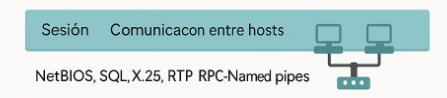 Sesión Comunicacon entre hosts
NetBIOS, SQL, X.25, RTP RPC-Named pipes